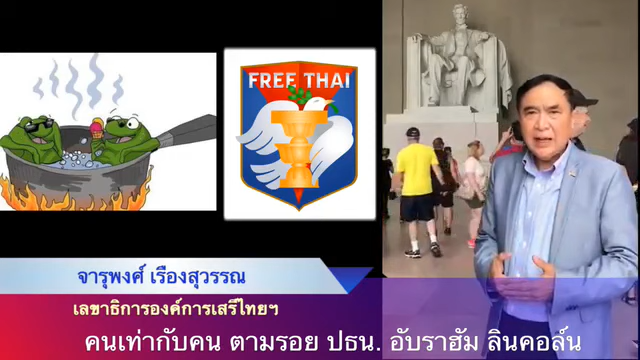 FREE THAI
จารุพงศ์ เรืองสุวรรณ
เลขาธิการองค์การเสรีไทยฯ
คนเท่ากับคน ตามรอย ปธน. อับราฮัม ลินคอล์น